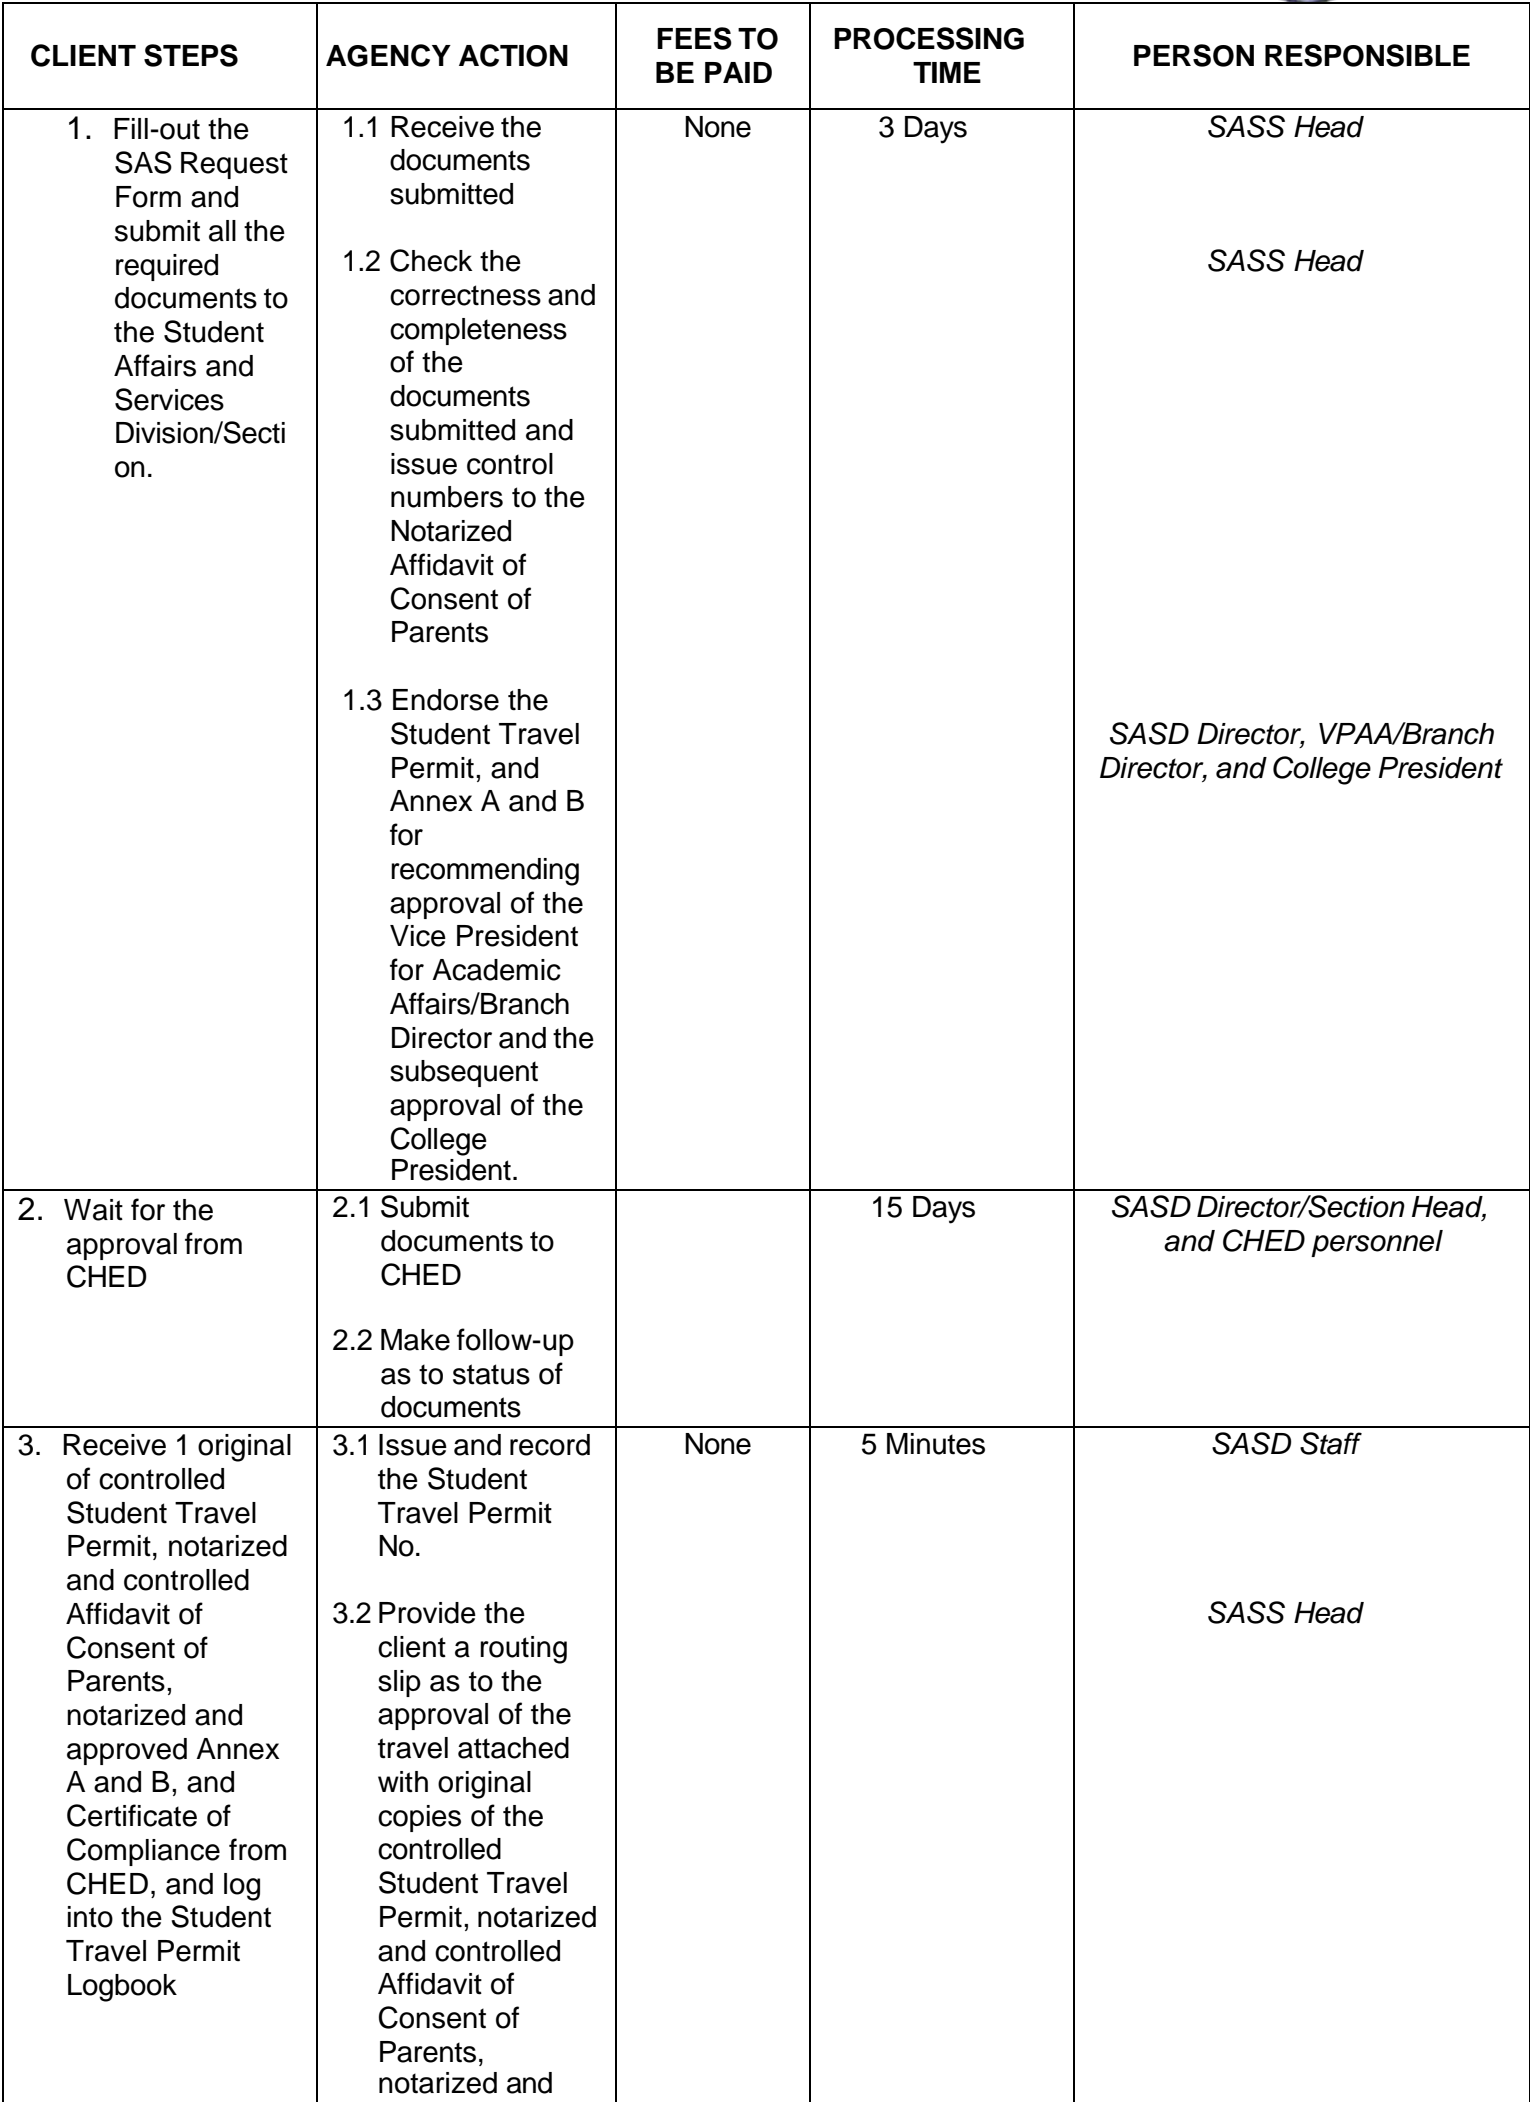 CLIENT STEPS
AGENCY ACTION
FEES TO
BE PAID
PROCESSING
TIME
PERSON RESPONSIBLE
1. Fill-out the
SAS Request
Form and
submit all the
required
documents to
the Student
Affairs and
Services
Division/Secti
on.
1.1 Receive the
documents
submitted
1.2 Check the
correctness and
completeness
of the
documents
submitted and
issue control
numbers to the
Notarized
Affidavit of
Consent of
Parents
1.3 Endorse the
Student Travel
Permit, and
Annex A and B
for
recommending
approval of the
Vice President
for Academic
Affairs/Branch
Director and the
subsequent
approval of the
College
President.
None
3 Days
SASS Head
SASS Head
SASD Director, VPAA/Branch
Director, and College President
2. Wait for the
approval from
CHED
2.1 Submit
documents to
CHED
2.2 Make follow-up
as to status of
documents
15 Days
SASD Director/Section Head,
and CHED personnel
3. Receive 1 original
of controlled
Student Travel
Permit, notarized
and controlled
Affidavit of
Consent of
Parents,
notarized and
approved Annex
A and B, and
Certificate of
Compliance from
CHED, and log
into the Student
Travel Permit
Logbook
3.1 Issue and record
the Student
Travel Permit
No.
3.2 Provide the
client a routing
slip as to the
approval of the
travel attached
with original
copies of the
controlled
Student Travel
Permit, notarized
and controlled
Affidavit of
Consent of
Parents,
notarized and
None
5 Minutes
SASD Staff
SASS Head